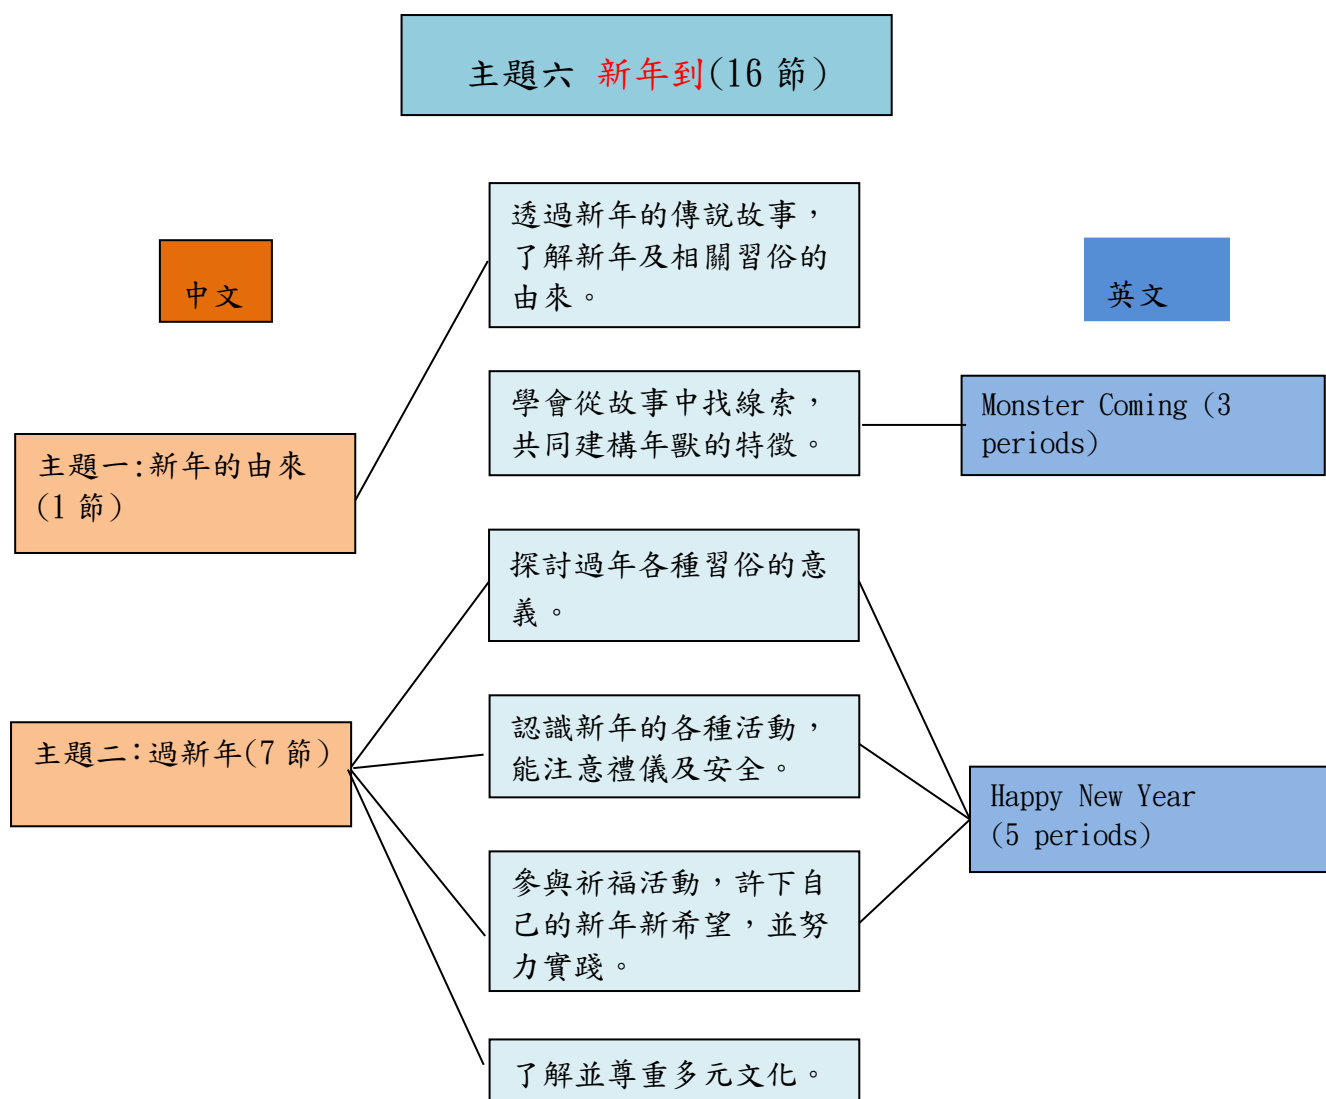 主題六 新年到(16節)
中文
英文
透過新年的傳說故事，
了解新年及相關習俗的
由來。
學會從故事中找線索，
共同建構年獸的特徵。
Monster Coming (3
periods)
主題一:新年的由來
(1節)
探討過年各種習俗的意
義。
主題二：過新年(7節)
認識新年的各種活動，
能注意禮儀及安全。
Happy New Year
(5 periods)
參與祈福活動，許下自
己的新年新希望，並努
力實踐。
了解並尊重多元文化。